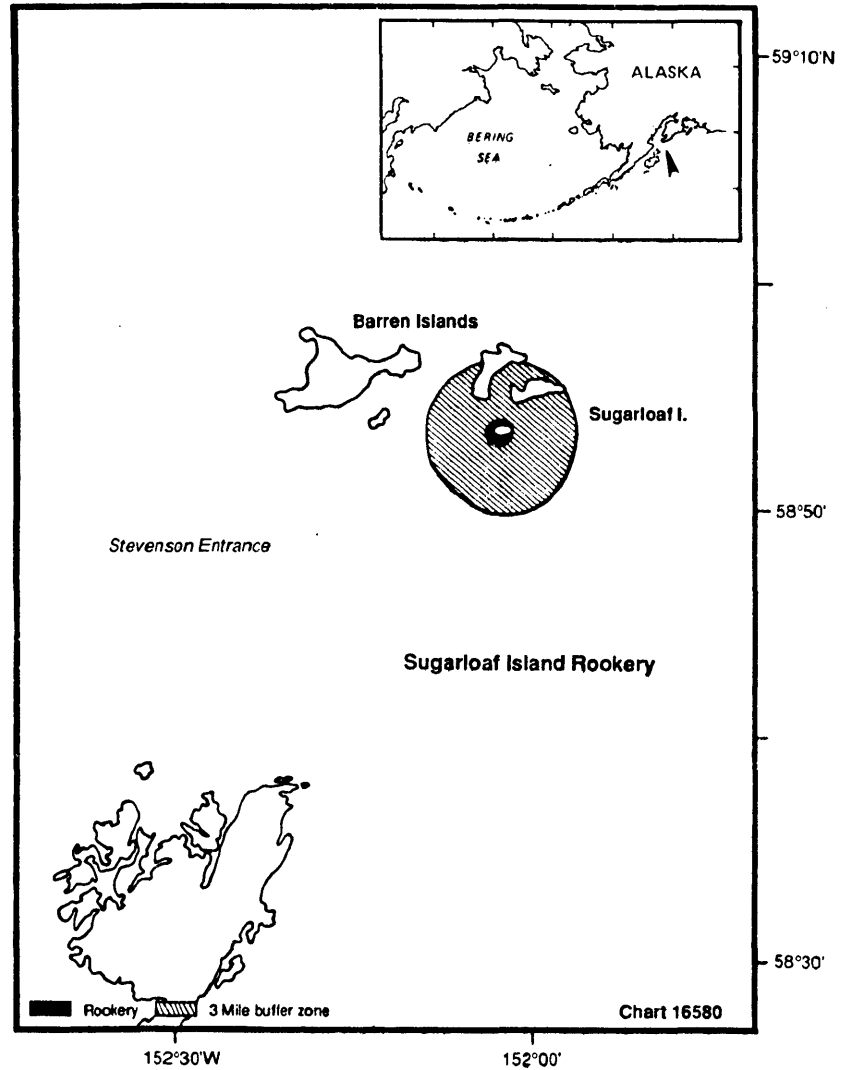 59°10'N
ALASKA
BERING
SEA
Barren Islands
Sugarloaf I.
58°50'
Stevenson Entrance
Sugarloaf Island Rookery
58°30'
Rookery
3 Mile buffer zone
Chart 16580
152°30'W
152°00'